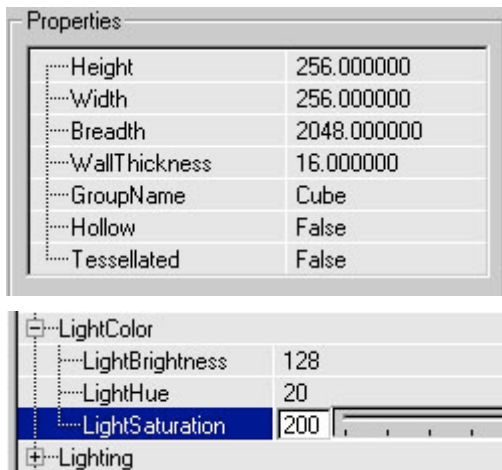 Properties
Height 256.000000
Width 256.000000
Breadth 2048.000000
WallThickness 16.000000
GroupName Cube
Hollow False
Tessellated False
LightColor
LightBrightness 128
LightHue 20
LightSaturation 200
Lighting